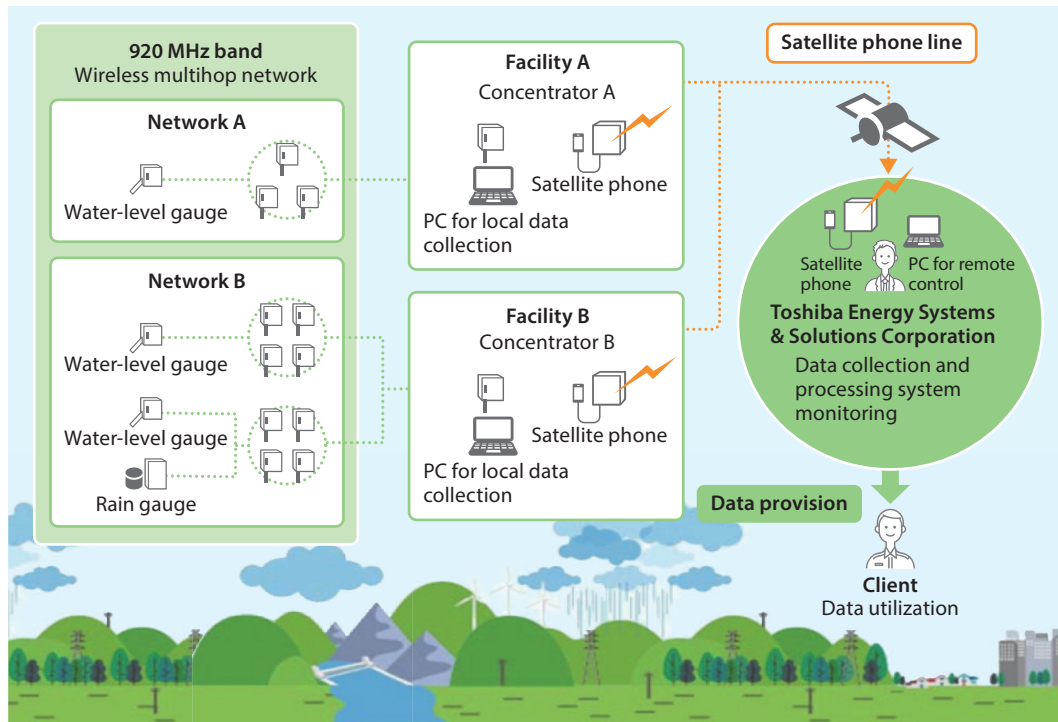 920 MHz band
Wireless multihop network
Network A
Water-level gauge
Network B
Water-level gauge
Water-level gauge
Rain gauge
Facility A
Concentrator A
Satellite phone
PC for local data
collection
Facility B
Concentrator B
Satellite phone
PC for local data
collection
Satellite phone line
Satellite
phone
PC for remote
control
Toshiba Energy Systems
& Solutions Corporation
Data collection and
processing system
monitoring
Data provision
Client
Data utilization